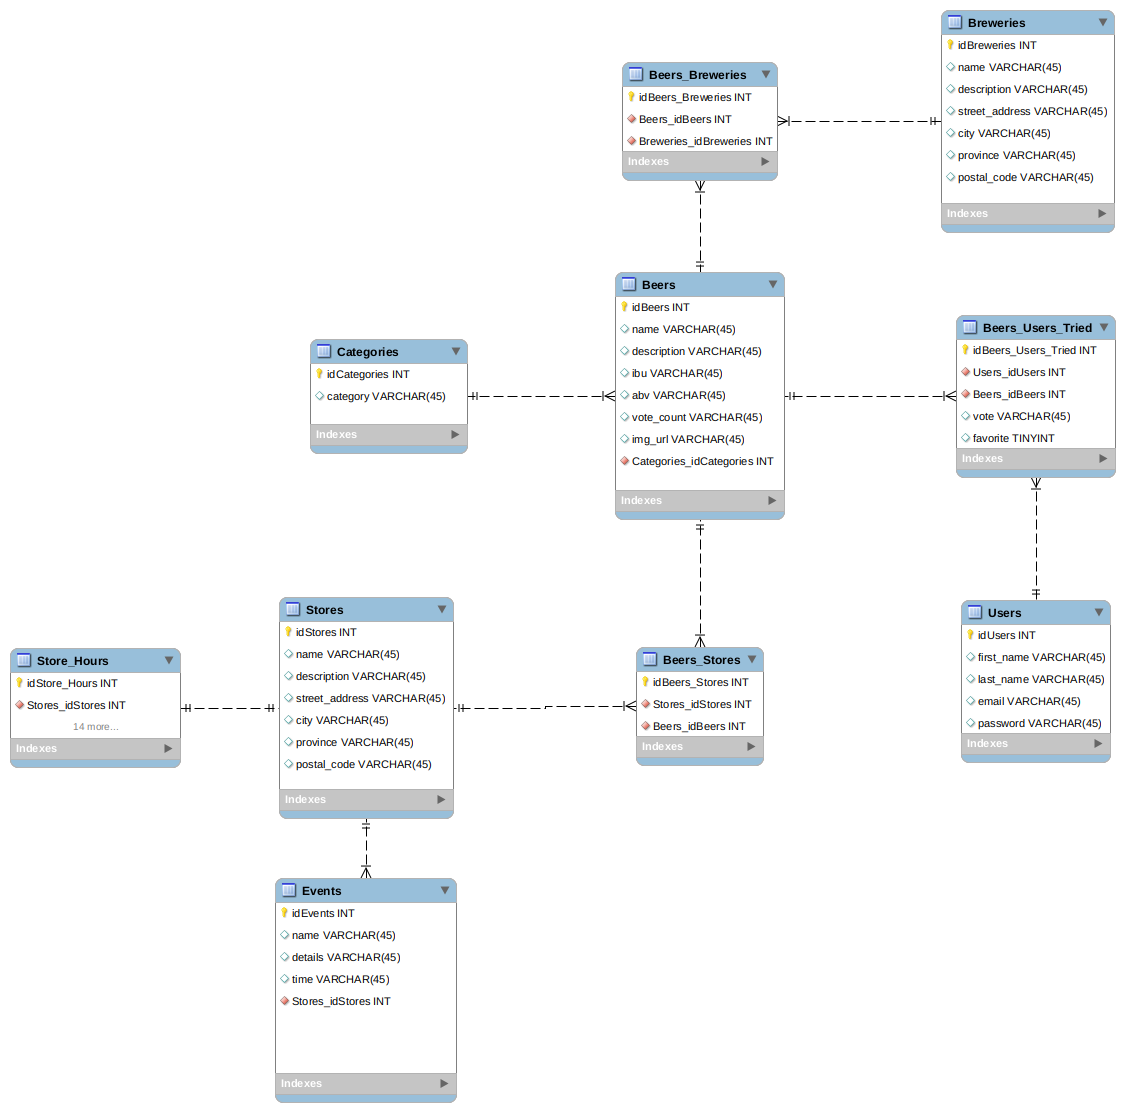 Breweries
idBreweries INT
name VARCHAR(45)
description VARCHAR(45)
street_address VARCHAR(45)
city VARCHAR(45)
province VARCHAR(45)
postal_code VARCHAR(45)
Indexes
Beers_Breweries
idBeers_Breweries INT
Beers_idBeers INT
Breweries_idBreweries INT
Indexes
Beers
idBeers INT
name VARCHAR(45)
description VARCHAR(45)
ibu VARCHAR(45)
abv VARCHAR(45)
vote_count VARCHAR(45)
img_url VARCHAR(45)
Categories_idCategories INT
Indexes
Beers_Users_Tried
idBeers_Users_Tried INT
Users_idUsers INT
Beers_idBeers INT
vote VARCHAR(45)
favorite TINYINT
Indexes
Categories
idCategories INT
category VARCHAR(45)
Indexes
Stores
idStores INT
name VARCHAR(45)
description VARCHAR(45)
street_address VARCHAR(45)
city VARCHAR(45)
province VARCHAR(45)
postal_code VARCHAR(45)
Indexes
Users
idUsers INT
first_name VARCHAR(45)
last_name VARCHAR(45)
email VARCHAR(45)
password VARCHAR(45)
Indexes
Store_Hours
idStore_Hours INT
Stores_idStores INT
14 more...
Indexes
Beers_Stores
idBeers_Stores INT
Stores_idStores INT
Beers_idBeers INT
Indexes
Events
idEvents INT
name VARCHAR(45)
details VARCHAR(45)
time VARCHAR(45)
Stores_idStores INT
Indexes